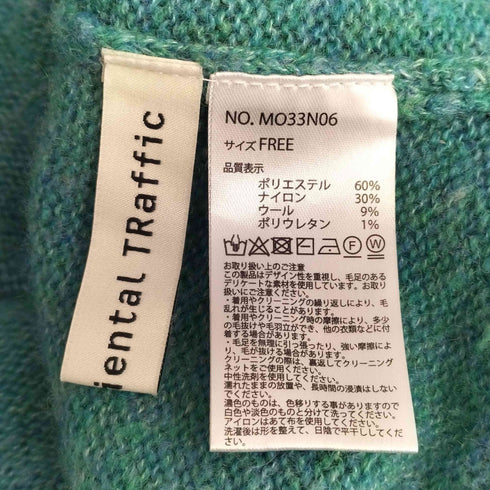 iental TRaffic
NO. MO33N06
サイズ FREE
品質表示
ポリエステル 60%
ナイロン 30%
ウール 9%
ポリウレタン 1%
F W
お取り扱い上のご注意
この製品はデザイン性を重視し、毛足のある
デリケートな素材を使用しています。お取り
扱いにご注意ください。
・着用やクリーニングの繰り返しにより、毛
乱れが生じることがあります。
・着用やクリーニング時の摩擦により、多少
の毛抜けや毛羽立ができ、他の衣類などに付
着する場合があります。
・毛足を無理に引っ張ったり、強い摩擦によ
り、毛が抜ける場合があります。
クリーニングの際は、裏返してクリーニング
ネットをご使用ください。
中性洗剤を使用してください。
濡れたままの放置や、長時間の浸漬はしない
でください。
濃色のものは、色移りする事がありますので
白色や淡色のものと分けて洗ってください。
アイロンはあて布を使用してください。
洗濯後は形を整えて、日陰で平干ししてくだ
さい。